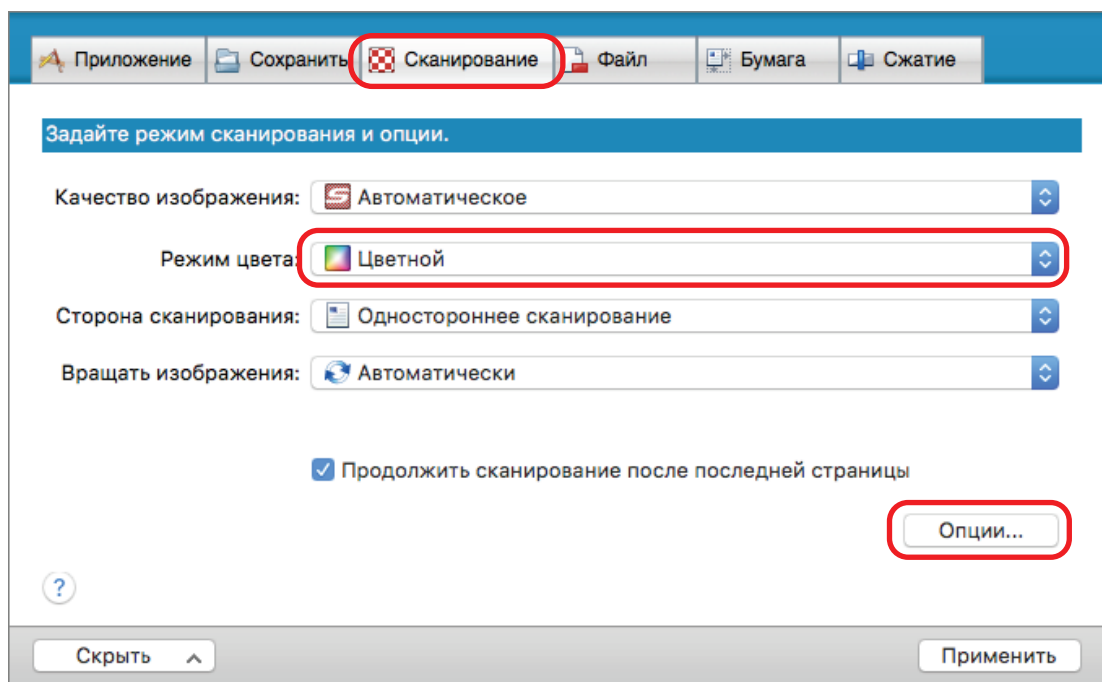 Приложение Сохранить Сканирование Файл Бумага Сжатие
Задайте режим сканирования и опции.
Качество изображения: Автоматическое
Режим цвета: Цветной
Сторона сканирования: Одностороннее сканирование
Вращать изображения: Автоматически
Продолжить сканирование после последней страницы
Опции...
?
Скрыть Применить